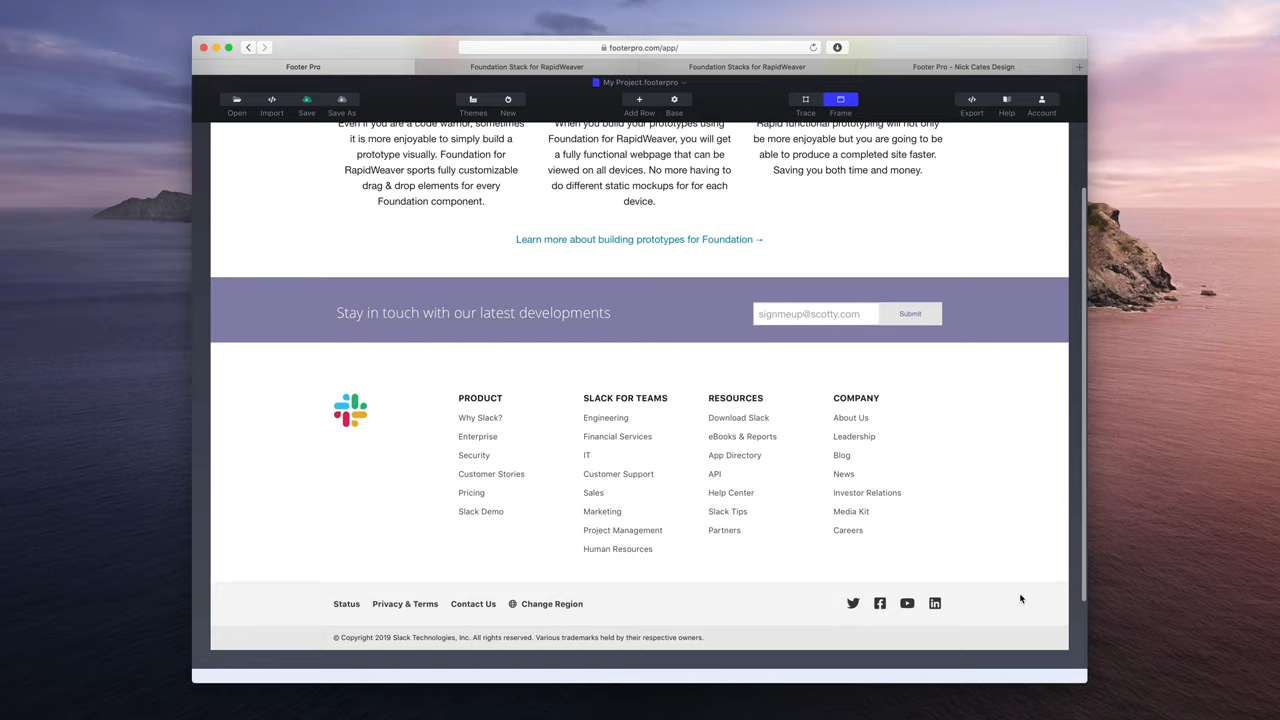 footerpro.com/app/
Footer Pro
Foundation Stack for RapidWeaver
Foundation Stacks for RapidWeaver
Footer Pro - Nick Cates Design
My Project.footerpro
Open
Import
Save
Save As
Themes
New
Add Row
Base
Trace
Frame
Export
Help
Account
Even if you are a code warrior, sometimes
it is more enjoyable to simply build a
prototype visually. Foundation for
RapidWeaver sports fully customizable
drag & drop elements for every
Foundation component.
When you build your prototypes using
Foundation for RapidWeaver, you will get
a fully functional webpage that can be
viewed on all devices. No more having to
do different static mockups for for each
device.
Rapid functional prototyping will not only
be more enjoyable but you are going to be
able to produce a completed site faster.
Saving you both time and money.
Learn more about building prototypes for Foundation →
Stay in touch with our latest developments
signmeup@scotty.com
Submit
PRODUCT
Why Slack?
Enterprise
Security
Customer Stories
Pricing
Slack Demo
SLACK FOR TEAMS
Engineering
Financial Services
IT
Customer Support
Sales
Marketing
Project Management
Human Resources
RESOURCES
Download Slack
eBooks & Reports
App Directory
API
Help Center
Slack Tips
Partners
COMPANY
About Us
Leadership
Blog
News
Investor Relations
Media Kit
Careers
Status
Privacy & Terms
Contact Us
Change Region
© Copyright 2019 Slack Technologies, Inc. All rights reserved. Various trademarks held by their respective owners.